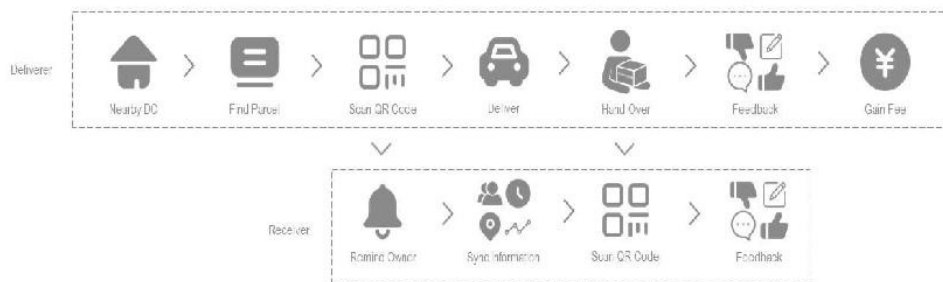 Deliverer
Nearby DC
Find Parcel
Scan QR Code
Deliver
Hand Over
Feedback
Gain Fee
Receiver
Remind Owner
Sync Information
Scan QR Code
Feedback